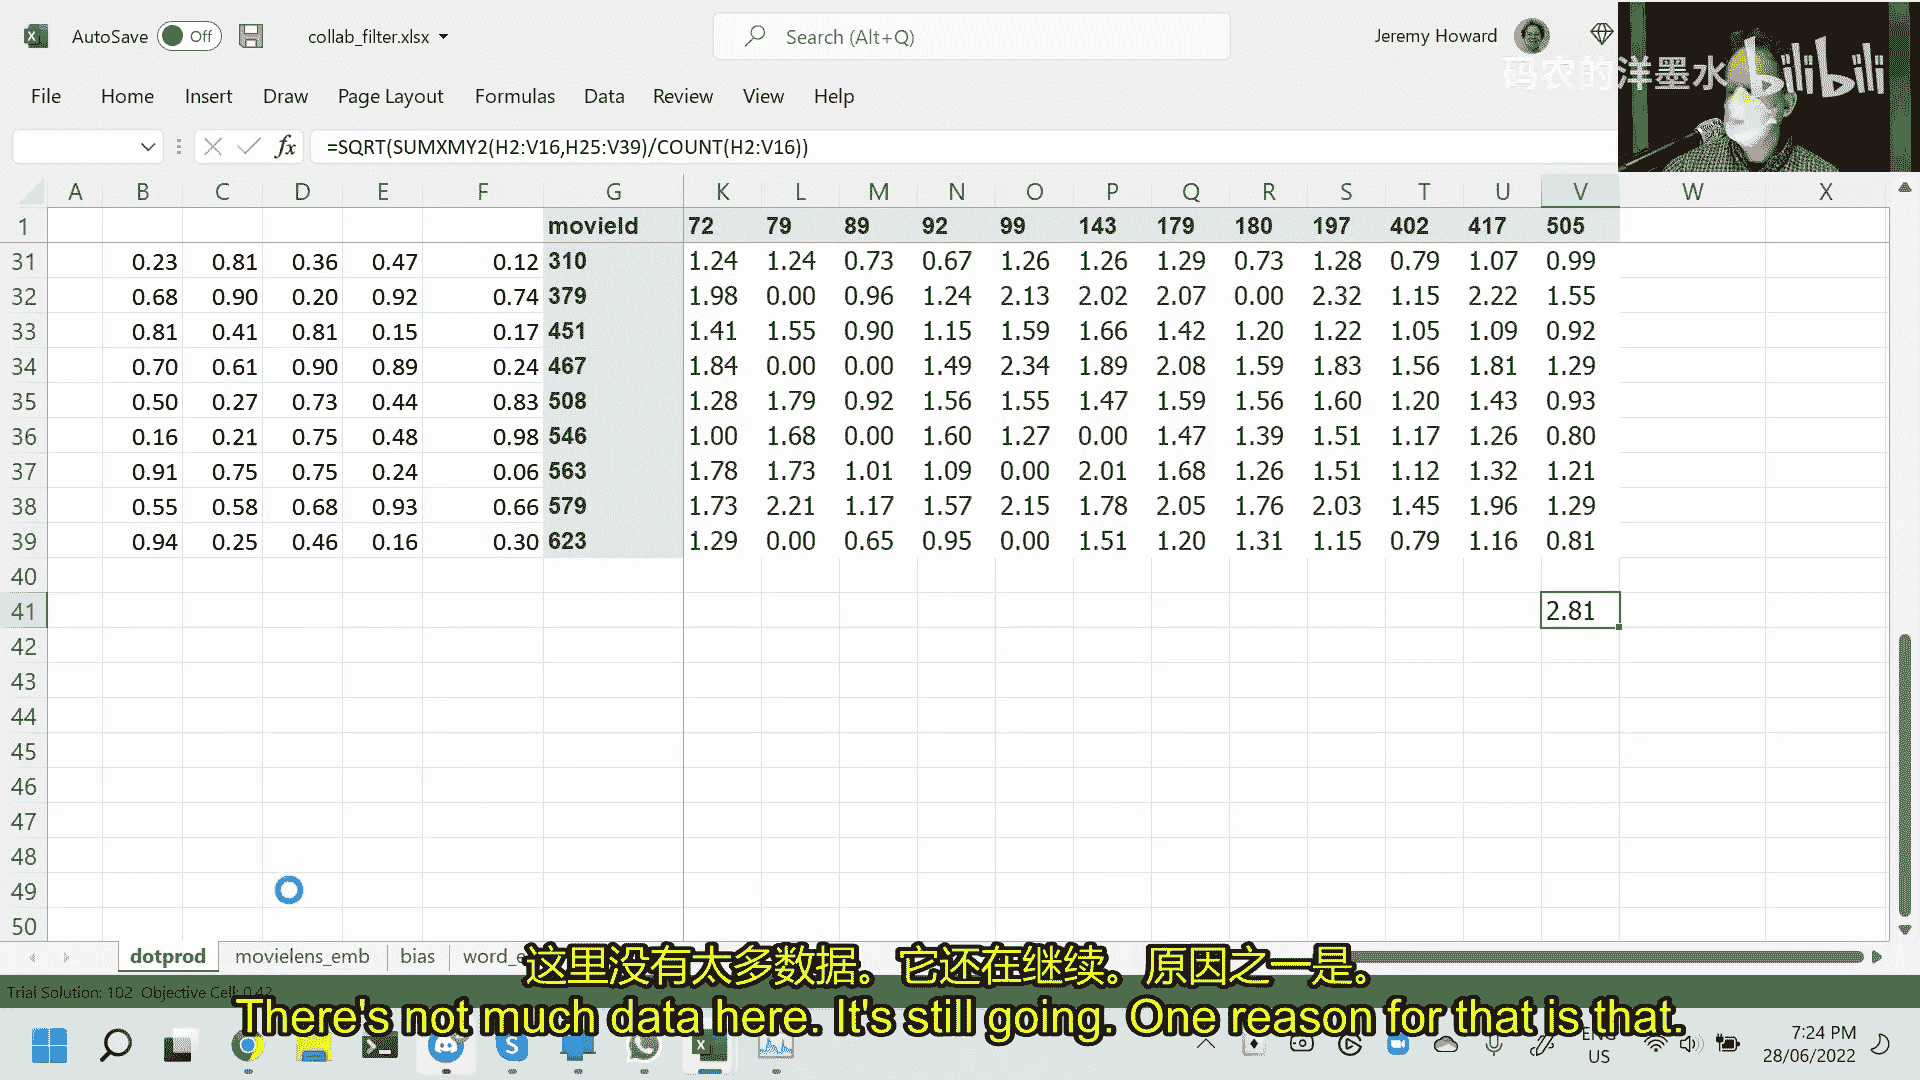 AutoSave Off collab_filter.xlsx Search (Alt+Q) Jeremy Howard
码农的洋墨水 bilibili
File Home Insert Draw Page Layout Formulas Data Review View Help
fx =SQRT(SUMXMY2(H2:V16,H25:V39)/COUNT(H2:V16))
A B C D E F G K L M N O P Q R S T U V W X
1 movieId 72 79 89 92 99 143 179 180 197 402 417 505
31 0.23 0.81 0.36 0.47 0.12 310 1.24 1.24 0.73 0.67 1.26 1.26 1.29 0.73 1.28 0.79 1.07 0.99
32 0.68 0.90 0.20 0.92 0.74 379 1.98 0.00 0.96 1.24 2.13 2.02 2.07 0.00 2.32 1.15 2.22 1.55
33 0.81 0.41 0.81 0.15 0.17 451 1.41 1.55 0.90 1.15 1.59 1.66 1.42 1.20 1.22 1.05 1.09 0.92
34 0.70 0.61 0.90 0.89 0.24 467 1.84 0.00 0.00 1.49 2.34 1.89 2.08 1.59 1.83 1.56 1.81 1.29
35 0.50 0.27 0.73 0.44 0.83 508 1.28 1.79 0.92 1.56 1.55 1.47 1.59 1.56 1.60 1.20 1.43 0.93
36 0.16 0.21 0.75 0.48 0.98 546 1.00 1.68 0.00 1.60 1.27 0.00 1.47 1.39 1.51 1.17 1.26 0.80
37 0.91 0.75 0.75 0.24 0.06 563 1.78 1.73 1.01 1.09 0.00 2.01 1.68 1.26 1.51 1.12 1.32 1.21
38 0.55 0.58 0.68 0.93 0.66 579 1.73 2.21 1.17 1.57 2.15 1.78 2.05 1.76 2.03 1.45 1.96 1.29
39 0.94 0.25 0.46 0.16 0.30 623 1.29 0.00 0.65 0.95 0.00 1.51 1.20 1.31 1.15 0.79 1.16 0.81
40
41 2.81
42
43
44
45
46
47
48
49
50
dotprod movielens_emb bias word_e
这里没有太多数据。它还在继续。原因之一是。
Trial Solution: 102 Objective Cell: 0.42
There's not much data here. It's still going. One reason for that is that.
ENG 7:24 PM
US 28/06/2022